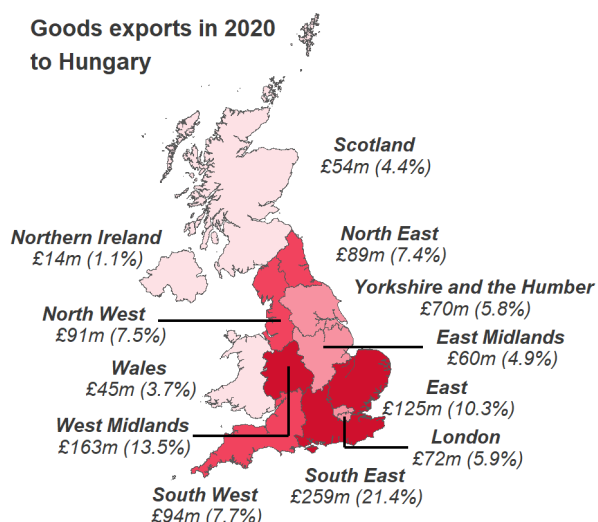 Goods exports in 2020
to Hungary
Scotland
£54m (4.4%)
Northern Ireland
£14m (1.1%)
North East
£89m (7.4%)
Yorkshire and the Humber
£70m (5.8%)
North West
£91m (7.5%)
East Midlands
£60m (4.9%)
Wales
£45m (3.7%)
East
£125m (10.3%)
West Midlands
£163m (13.5%)
London
£72m (5.9%)
South East
£259m (21.4%)
South West
£94m (7.7%)